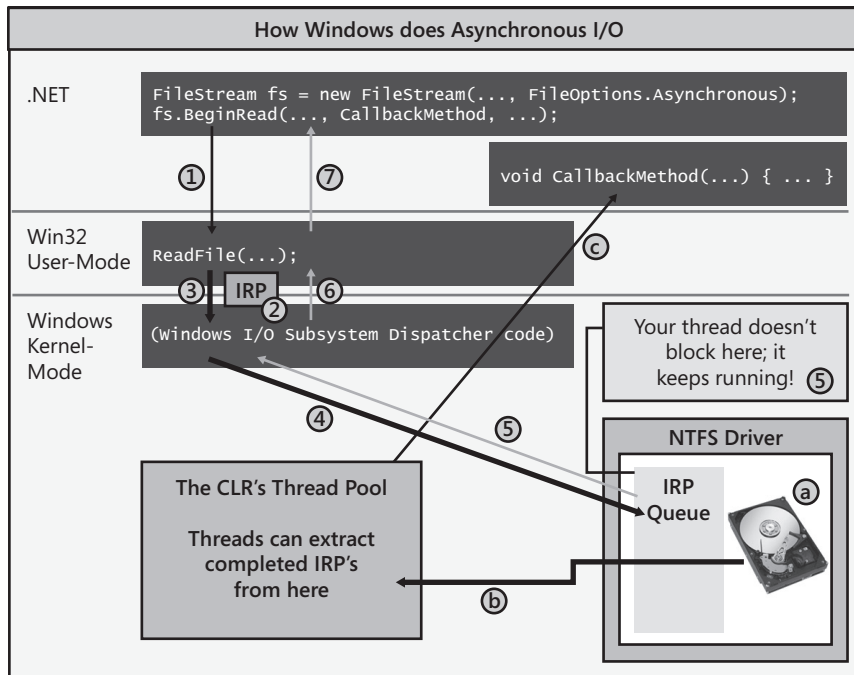 How Windows does Asynchronous I/O
.NET
FileStream fs = new FileStream(..., FileOptions.Asynchronous);
fs.BeginRead(..., CallbackMethod, ...);
1
7
void CallbackMethod(...) { ... }
Win32
User-Mode
ReadFile(...);
c
3
IRP
2
6
Windows
Kernel-
Mode
(Windows I/O Subsystem Dispatcher code)
Your thread doesn't
block here; it
keeps running!
5
4
5
NTFS Driver
IRP
Queue
a
The CLR's Thread Pool
Threads can extract
completed IRP's
from here
b